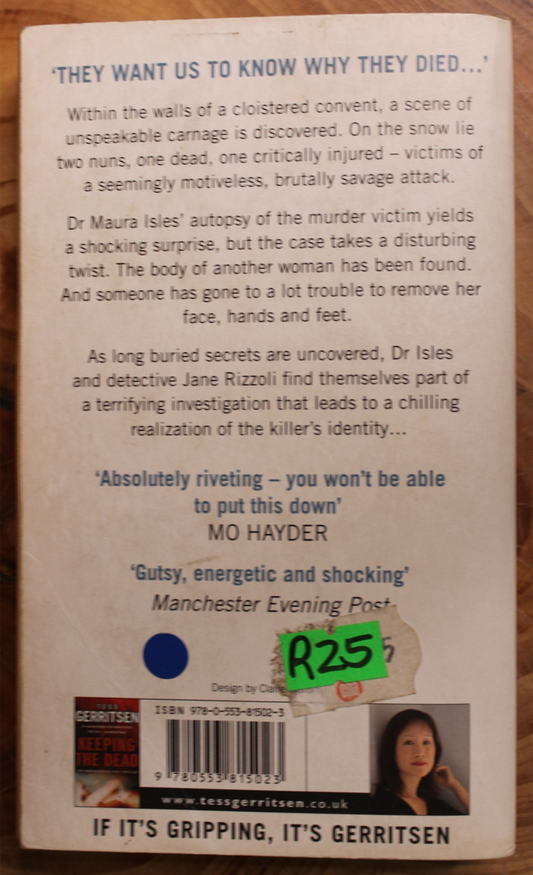 'THEY WANT US TO KNOW WHY THEY DIED...'
Within the walls of a cloistered convent, a scene of
unspeakable carnage is discovered. On the snow lie
two nuns, one dead, one critically injured – victims of
a seemingly motiveless, brutally savage attack.
Dr Maura Isles' autopsy of the murder victim yields
a shocking surprise, but the case takes a disturbing
twist. The body of another woman has been found.
And someone has gone to a lot trouble to remove her
face, hands and feet.
As long buried secrets are uncovered, Dr Isles
and detective Jane Rizzoli find themselves part of
a terrifying investigation that leads to a chilling
realization of the killer's identity...
'Absolutely riveting – you won't be able
to put this down'
MO HAYDER
'Gutsy, energetic and shocking'
Manchester Evening Post
R25
5
Design by
TESS
GERRITSEN
KEEPING
THE DEAD
ISBN 978-0-553-81502-3
9 780553 815023
www.tessgerritsen.co.uk
IF IT'S GRIPPING, IT'S GERRITSEN